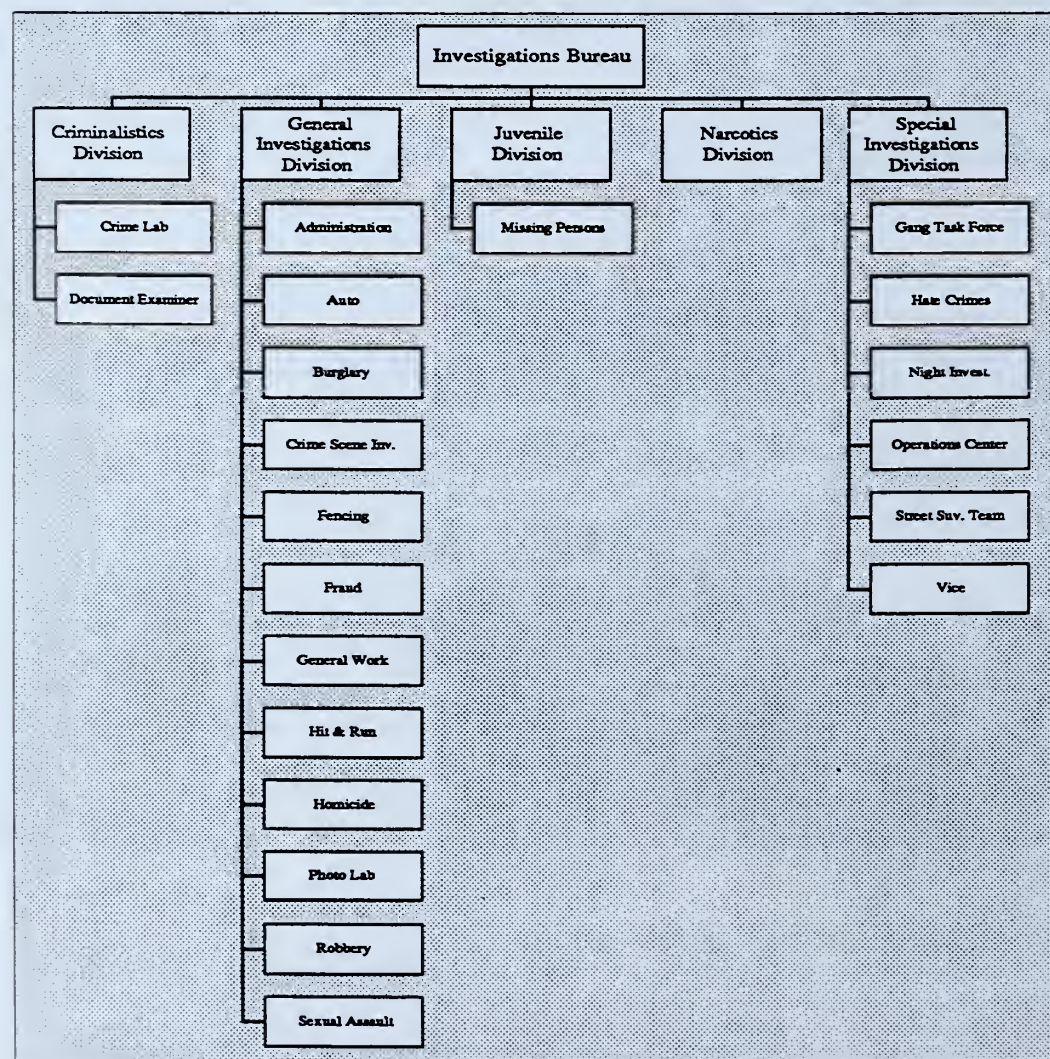 Investigations Bureau
Criminalistics
Division
Crime Lab
Document Examiner
General
Investigations
Division
Administration
Auto
Burglary
Crime Scene Inv.
Fencing
Fraud
General Work
Hit & Run
Homicide
Photo Lab
Robbery
Sexual Assault
Juvenile
Division
Missing Persons
Narcotics
Division
Special
Investigations
Division
Gang Task Force
Hate Crimes
Night Invest.
Operations Center
Street Suv. Team
Vice